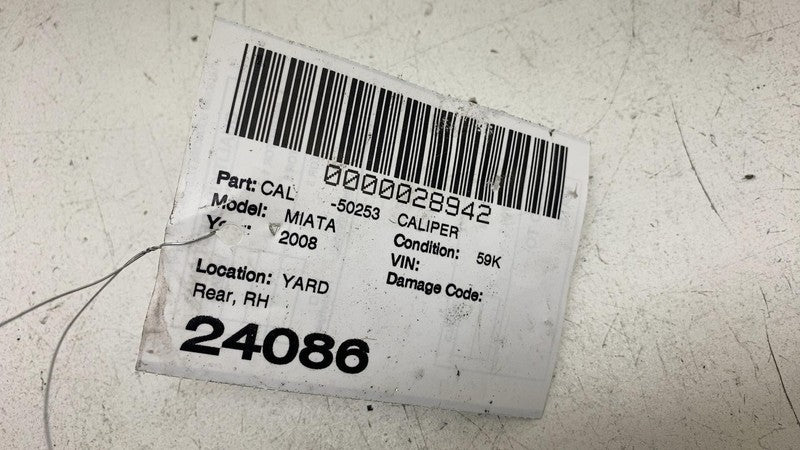 0000028942
Part: CAL -50253 CALIPER
Model: MIATA Condition: 59K
2008 VIN:
Damage Code:
Location: YARD
Rear, RH
24086